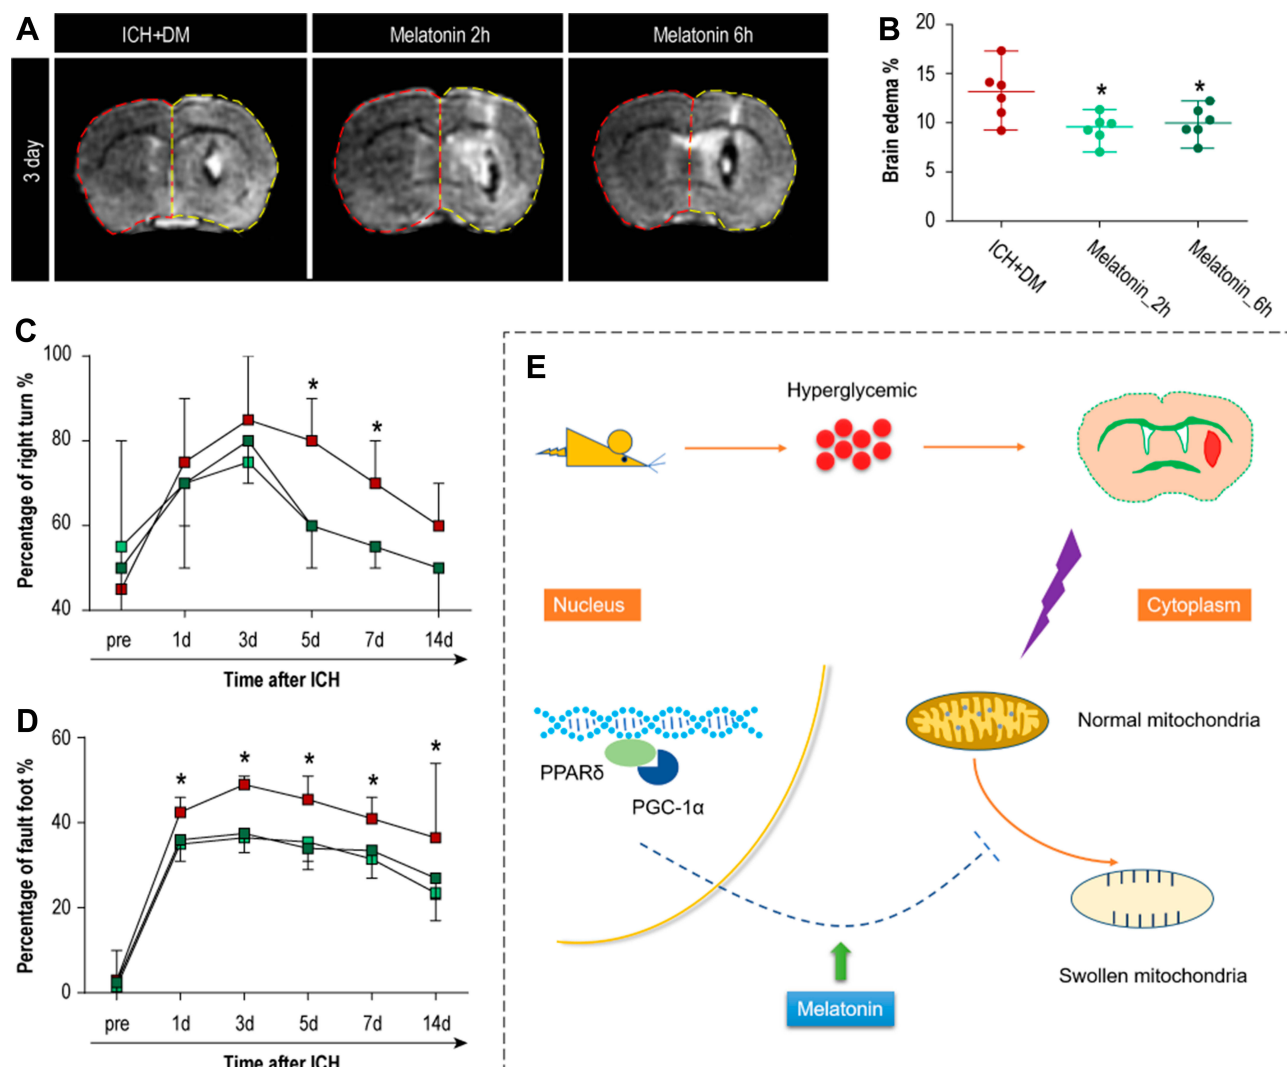 A
ICH+DM
Melatonin 2h
Melatonin 6h
3 day
B
Brain edema %
20
15
10
5
0
*
*
ICH+DM
Melatonin_2h
Melatonin_6h
C
Percentage of right turn %
100
80
60
40
*
*
pre 1d 3d 5d 7d 14d
Time after ICH
D
Percentage of fault foot %
60
40
20
0
* * * * *
pre 1d 3d 5d 7d 14d
Time after ICH
E
Hyperglycemic
Nucleus
Cytoplasm
PPARδ
PGC-1α
Normal mitochondria
Swollen mitochondria
Melatonin